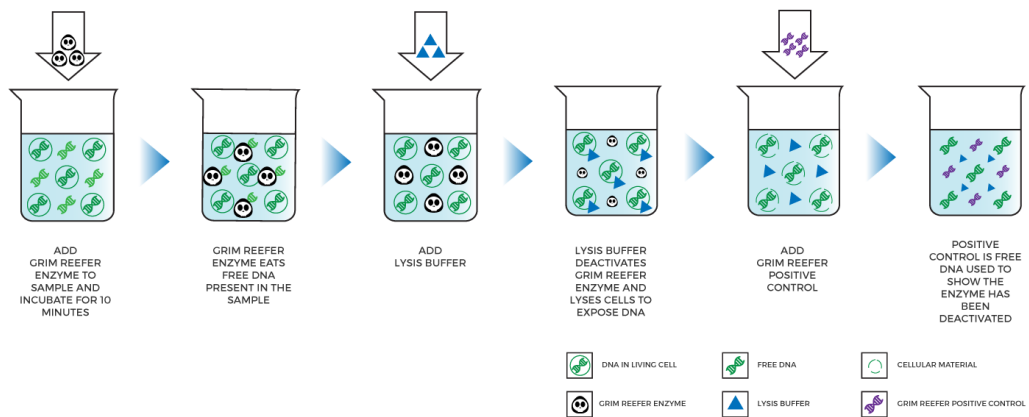 ADD
GRIM REEFER
ENZYME TO
SAMPLE AND
INCUBATE FOR 10
MINUTES
GRIM REEFER
ENZYME EATS
FREE DNA
PRESENT IN THE
SAMPLE
ADD
LYSIS BUFFER
LYSIS BUFFER
DEACTIVATES
GRIM REEFER
ENZYME AND
LYSES CELLS TO
EXPOSE DNA
ADD
GRIM REEFER
POSITIVE
CONTROL
POSITIVE
CONTROL IS FREE
DNA USED TO
SHOW THE
ENZYME HAS
BEEN
DEACTIVATED
DNA IN LIVING CELL
FREE DNA
CELLULAR MATERIAL
GRIM REEFER ENZYME
LYSIS BUFFER
GRIM REEFER POSITIVE CONTROL